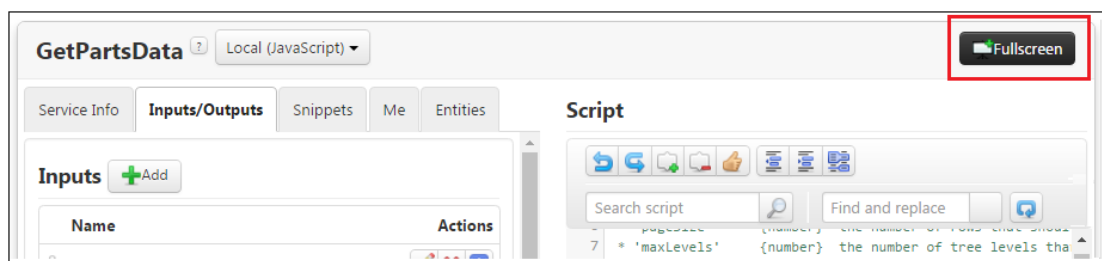 GetPartsData ? Local (JavaScript) Fullscreen
Service Info Inputs/Outputs Snippets Me Entities
Script
Inputs Add
Search script Find and replace
Name Actions
7 * 'maxLevels' {number} the number of tree levels tha